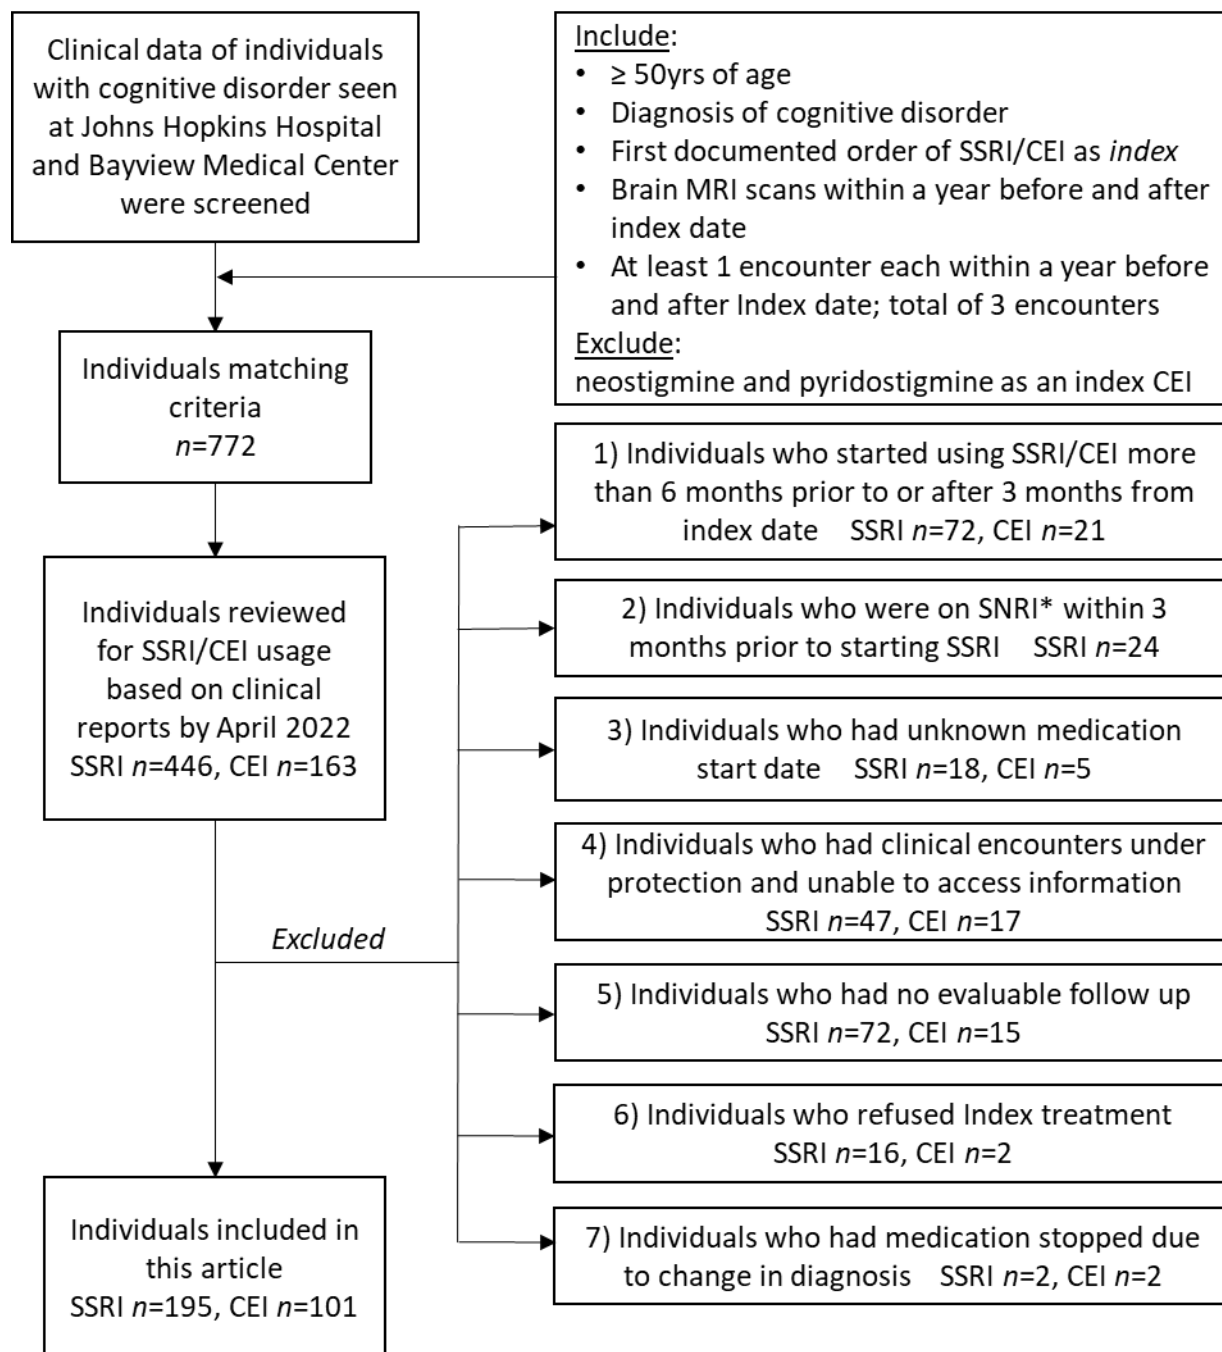 Clinical data of individuals
with cognitive disorder seen
at Johns Hopkins Hospital
and Bayview Medical Center
were screened
Include:
• ≥ 50yrs of age
• Diagnosis of cognitive disorder
• First documented order of SSRI/CEI as index
• Brain MRI scans within a year before and after
index date
• At least 1 encounter each within a year before
and after Index date; total of 3 encounters
Exclude:
neostigmine and pyridostigmine as an index CEI
Individuals matching
criteria
n=772
Individuals reviewed
for SSRI/CEI usage
based on clinical
reports by April 2022
SSRI n=446, CEI n=163
Excluded
1) Individuals who started using SSRI/CEI more
than 6 months prior to or after 3 months from
index date SSRI n=72, CEI n=21
2) Individuals who were on SNRI* within 3
months prior to starting SSRI SSRI n=24
3) Individuals who had unknown medication
start date SSRI n=18, CEI n=5
4) Individuals who had clinical encounters under
protection and unable to access information
SSRI n=47, CEI n=17
5) Individuals who had no evaluable follow up
SSRI n=72, CEI n=15
6) Individuals who refused Index treatment
SSRI n=16, CEI n=2
7) Individuals who had medication stopped due
to change in diagnosis SSRI n=2, CEI n=2
Individuals included in
this article
SSRI n=195, CEI n=101